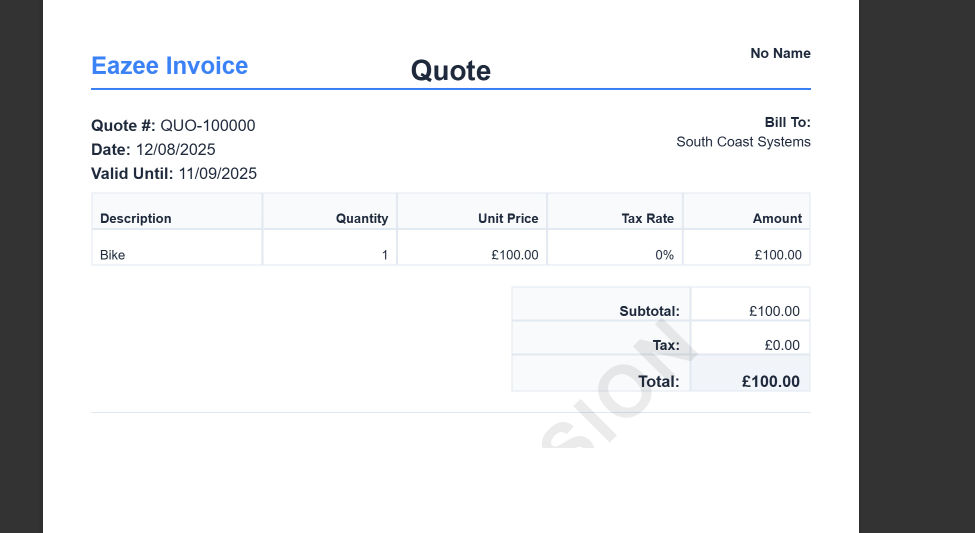 Eazee Invoice
Quote
No Name
Quote #: QUO-100000
Date: 12/08/2025
Valid Until: 11/09/2025
Bill To:
South Coast Systems
Description Quantity Unit Price Tax Rate Amount
Bike 1 £100.00 0% £100.00
Subtotal: £100.00
Tax: £0.00
Total: £100.00
SION